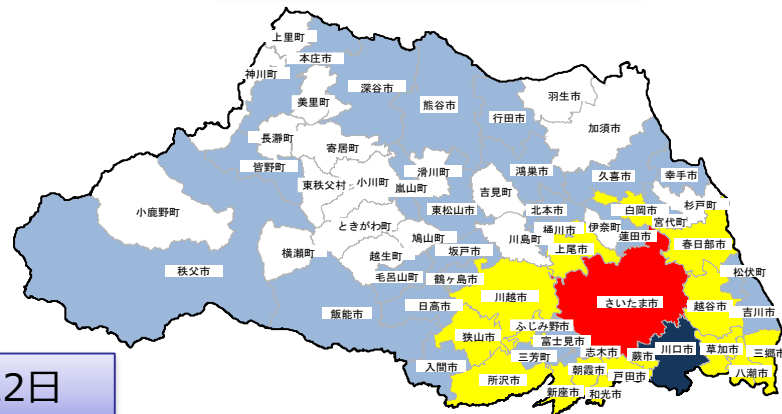 上里町
本庄市
神川町
深谷市
美里町
熊谷市
羽生市
行田市
加須市
長瀞町
寄居町
皆野町
滑川町
鴻巣市
久喜市
幸手市
東秩父村
小川町
嵐山町
吉見町
小鹿野町
東松山市
北本市
白岡市
杉戸町
宮代町
ときがわ町
鳩山町
川島町
桶川市
伊奈町
蓮田市
春日部市
横瀬町
越生町
坂戸市
上尾市
秩父市
毛呂山町
鶴ヶ島市
松伏町
飯能市
日高市
川越市
さいたま市
越谷市
吉川市
ふじみ野市
狭山市
富士見市
三芳町
志木市
蕨市
川口市
草加市
三郷市
入間市
所沢市
朝霞市
戸田市
八潮市
新座市
和光市
2日